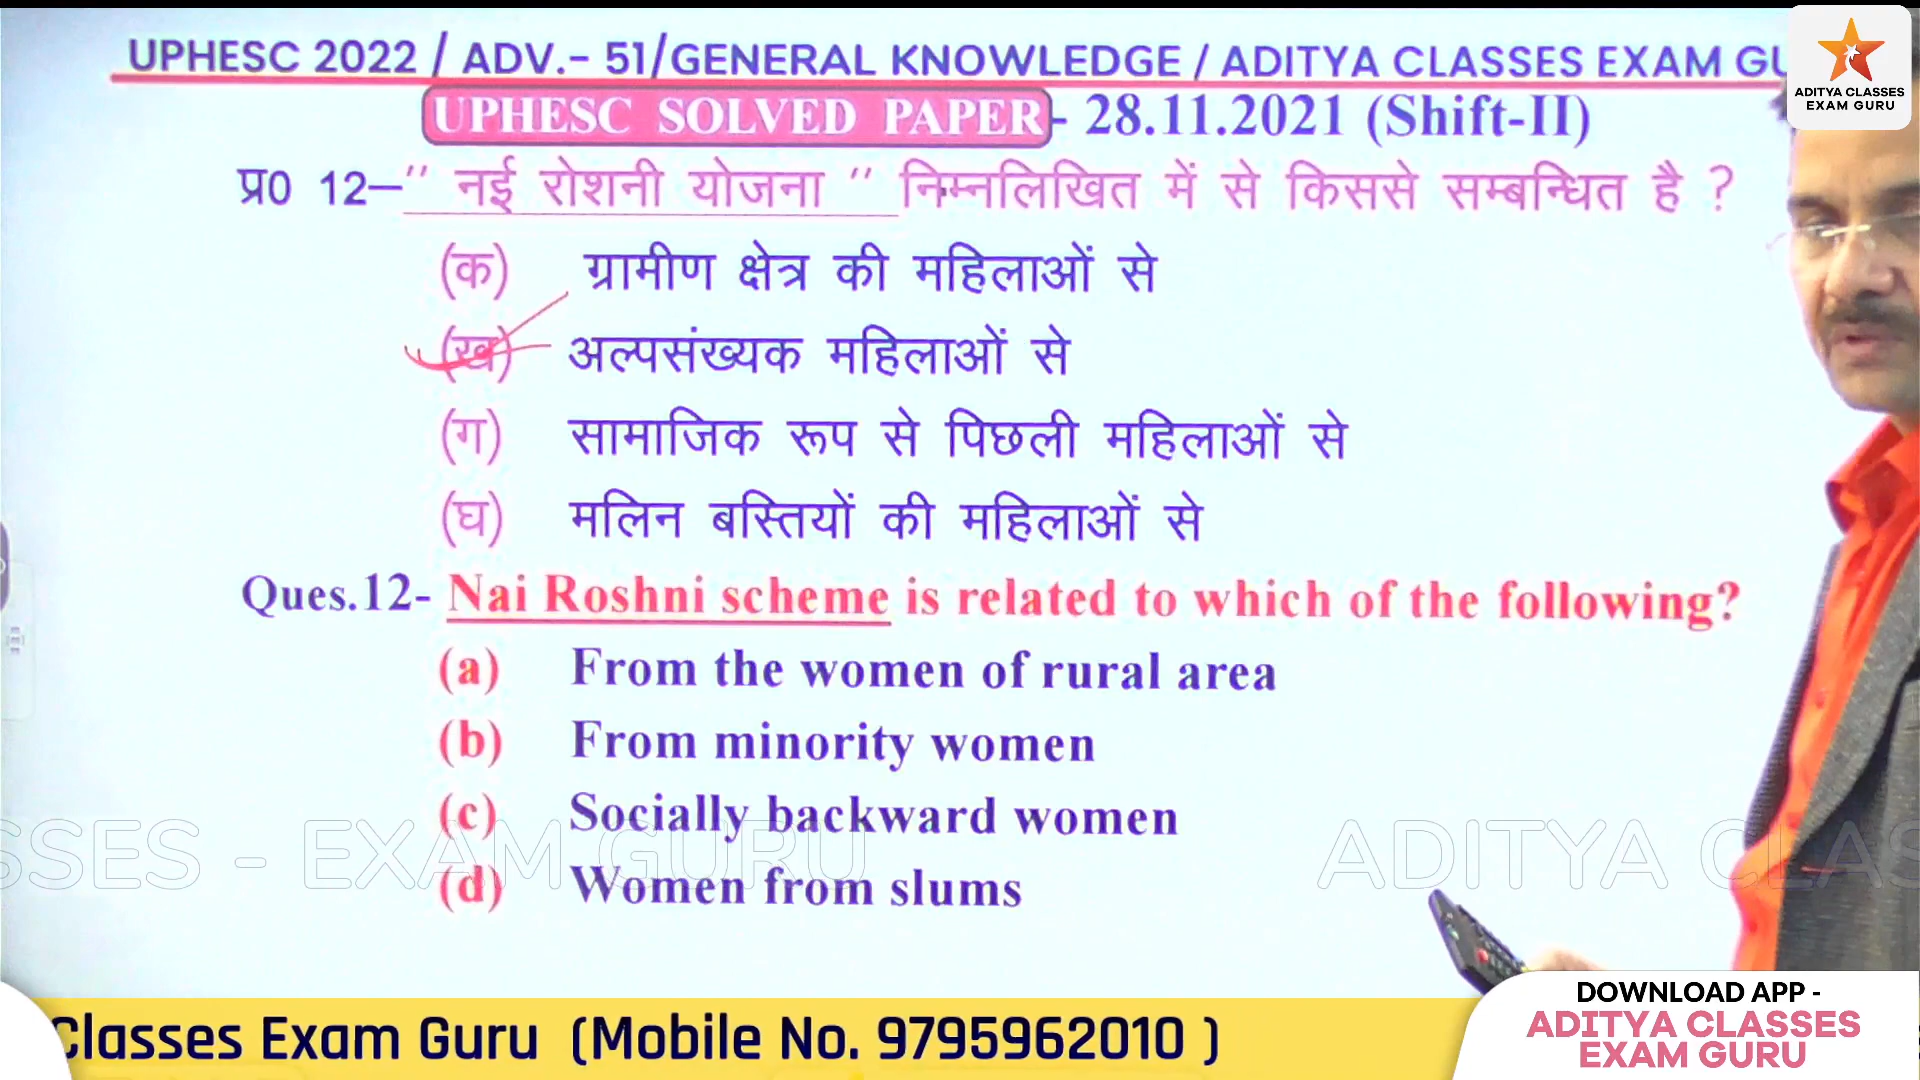 UPHESC 2022 / ADV.- 51/GENERAL KNOWLEDGE / ADITYA CLASSES EXAM GU
ADITYA CLASSES
EXAM GURU
UPHESC SOLVED PAPER - 28.11.2021 (Shift-II)
प्र0 12–'' नई रोशनी योजना '' निम्नलिखित में से किससे सम्बन्धित है ?
(क) ग्रामीण क्षेत्र की महिलाओं से
(ख) अल्पसंख्यक महिलाओं से
(ग) सामाजिक रूप से पिछली महिलाओं से
(घ) मलिन बस्तियों की महिलाओं से
Ques.12- Nai Roshni scheme is related to which of the following?
(a) From the women of rural area
(b) From minority women
(c) Socially backward women
SSES - EXAM GURU ADITYA CLAS
(d) Women from slums
Classes Exam Guru (Mobile No. 9795962010 )
DOWNLOAD APP -
ADITYA CLASSES
EXAM GURU